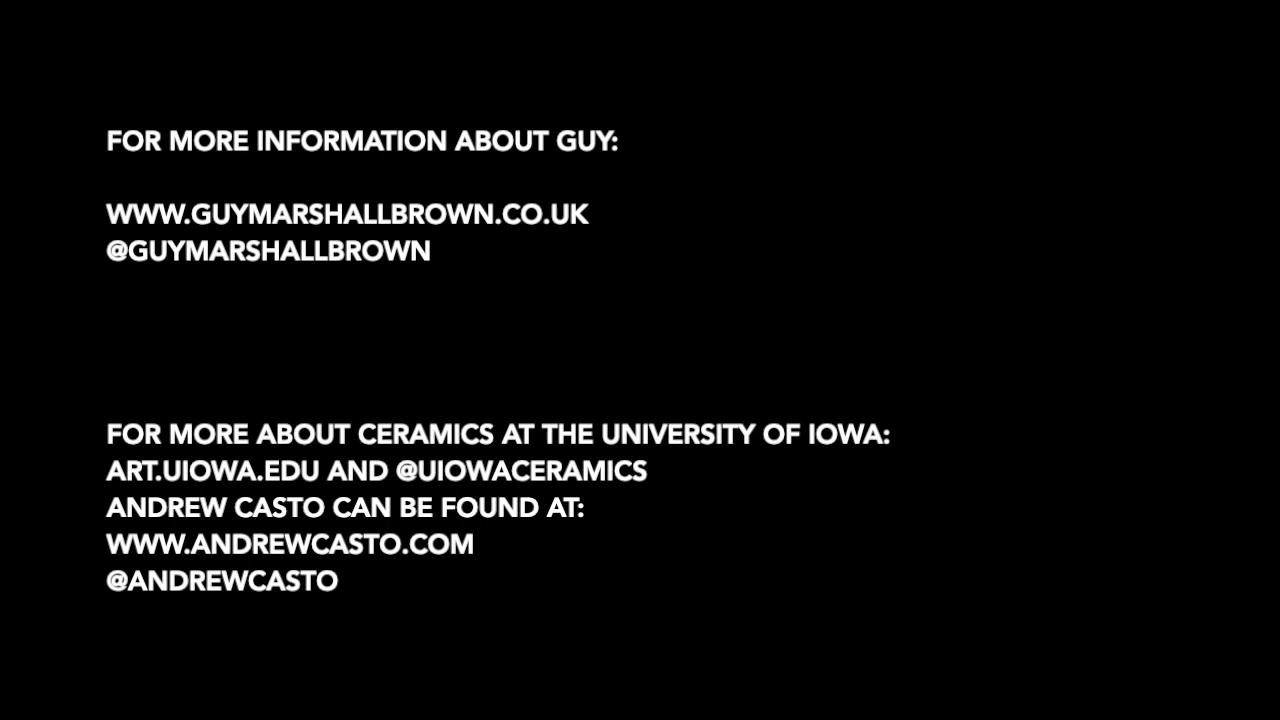 FOR MORE INFORMATION ABOUT GUY:
WWW.GUYMARSHALLBROWN.CO.UK
@GUYMARSHALLBROWN
FOR MORE ABOUT CERAMICS AT THE UNIVERSITY OF IOWA:
ART.UIOWA.EDU AND @UIOWACERAMICS
ANDREW CASTO CAN BE FOUND AT:
WWW.ANDREWCASTO.COM
@ANDREWCASTO